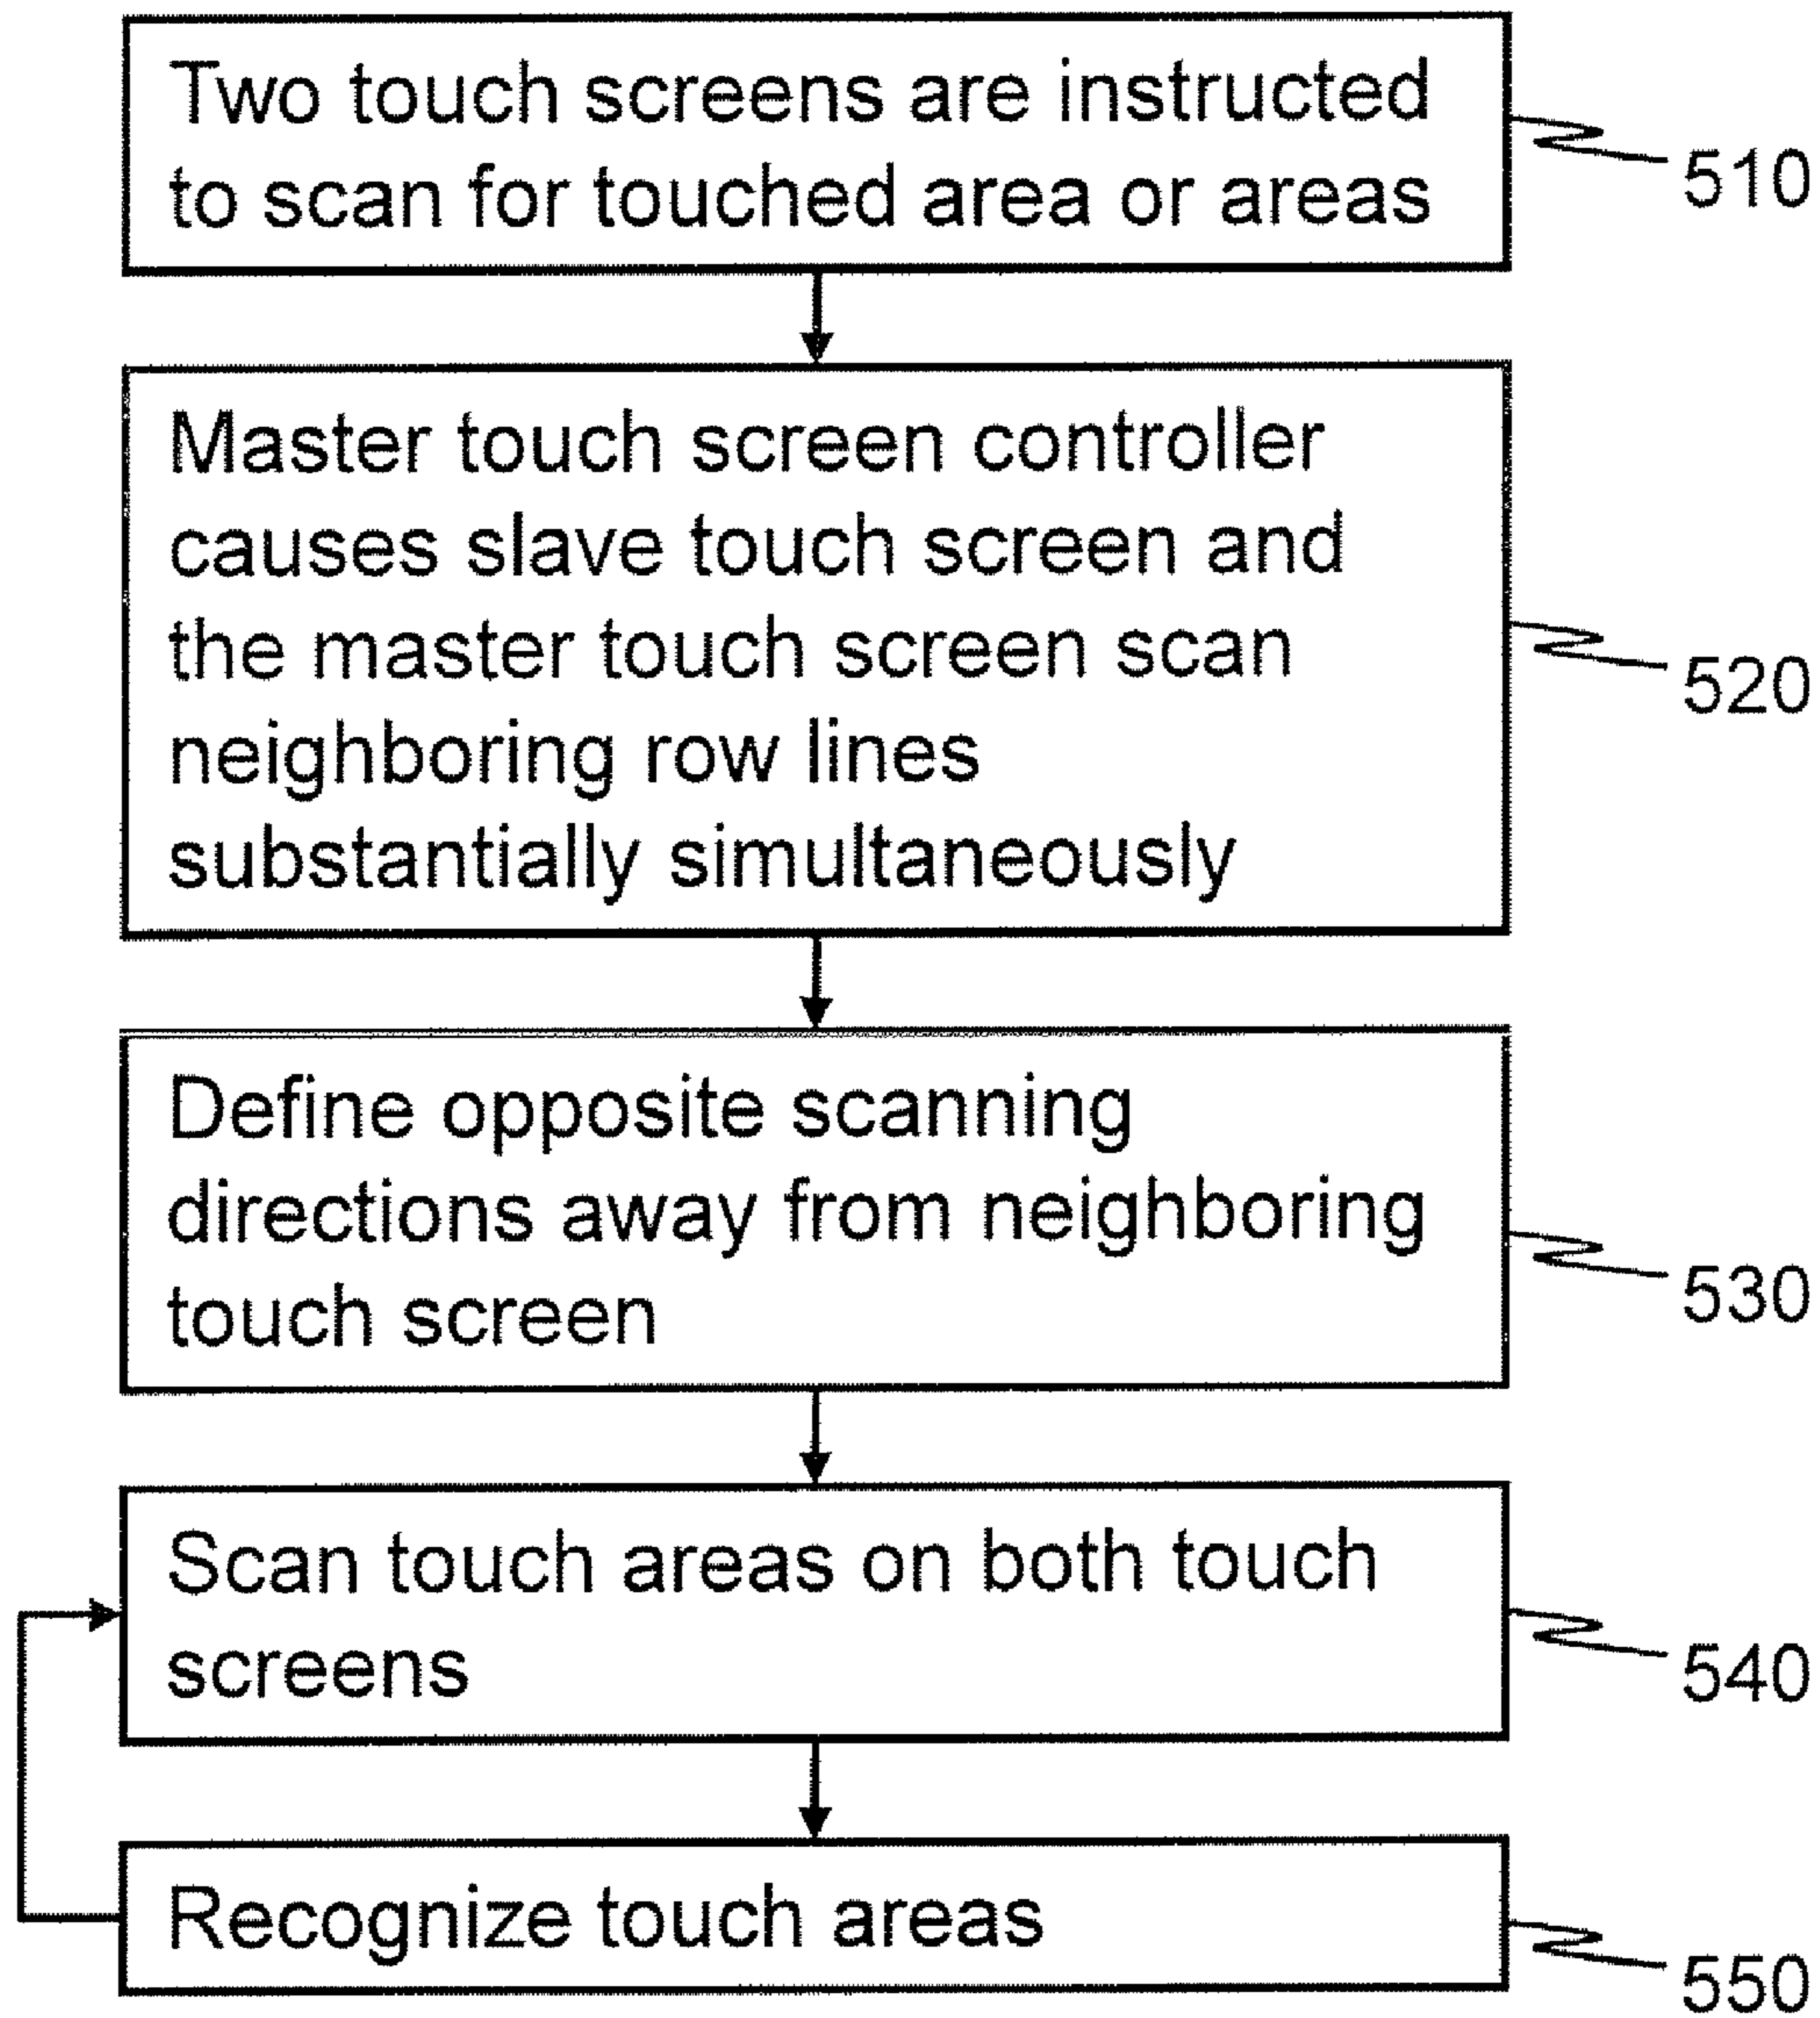 Two touch screens are instructed
to scan for touched area or areas
510
Master touch screen controller
causes slave touch screen and
the master touch screen scan
neighboring row lines
substantially simultaneously
520
Define opposite scanning
directions away from neighboring
touch screen
530
Scan touch areas on both touch
screens
540
Recognize touch areas
550